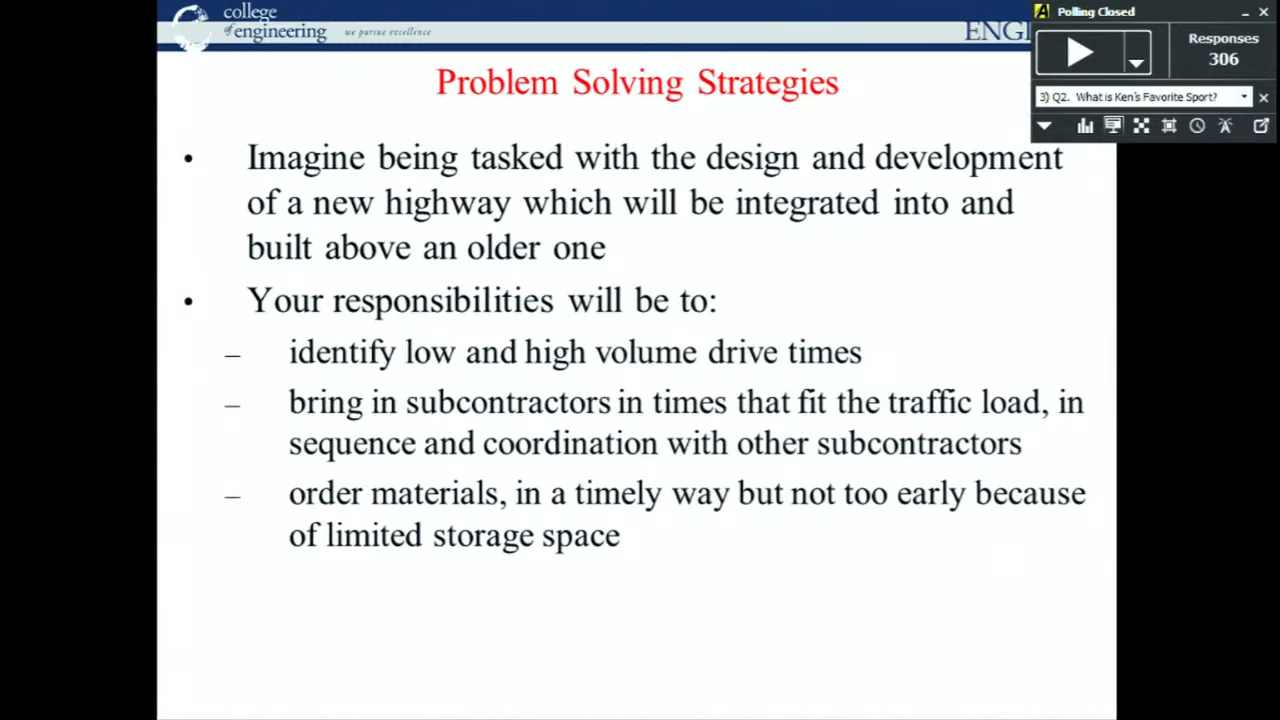 college
of engineering we pursue excellence
ENGI
Polling Closed
Responses
306
3) Q2. What is Ken's Favorite Sport?
Problem Solving Strategies
• Imagine being tasked with the design and development
of a new highway which will be integrated into and
built above an older one
• Your responsibilities will be to:
– identify low and high volume drive times
– bring in subcontractors in times that fit the traffic load, in
sequence and coordination with other subcontractors
– order materials, in a timely way but not too early because
of limited storage space